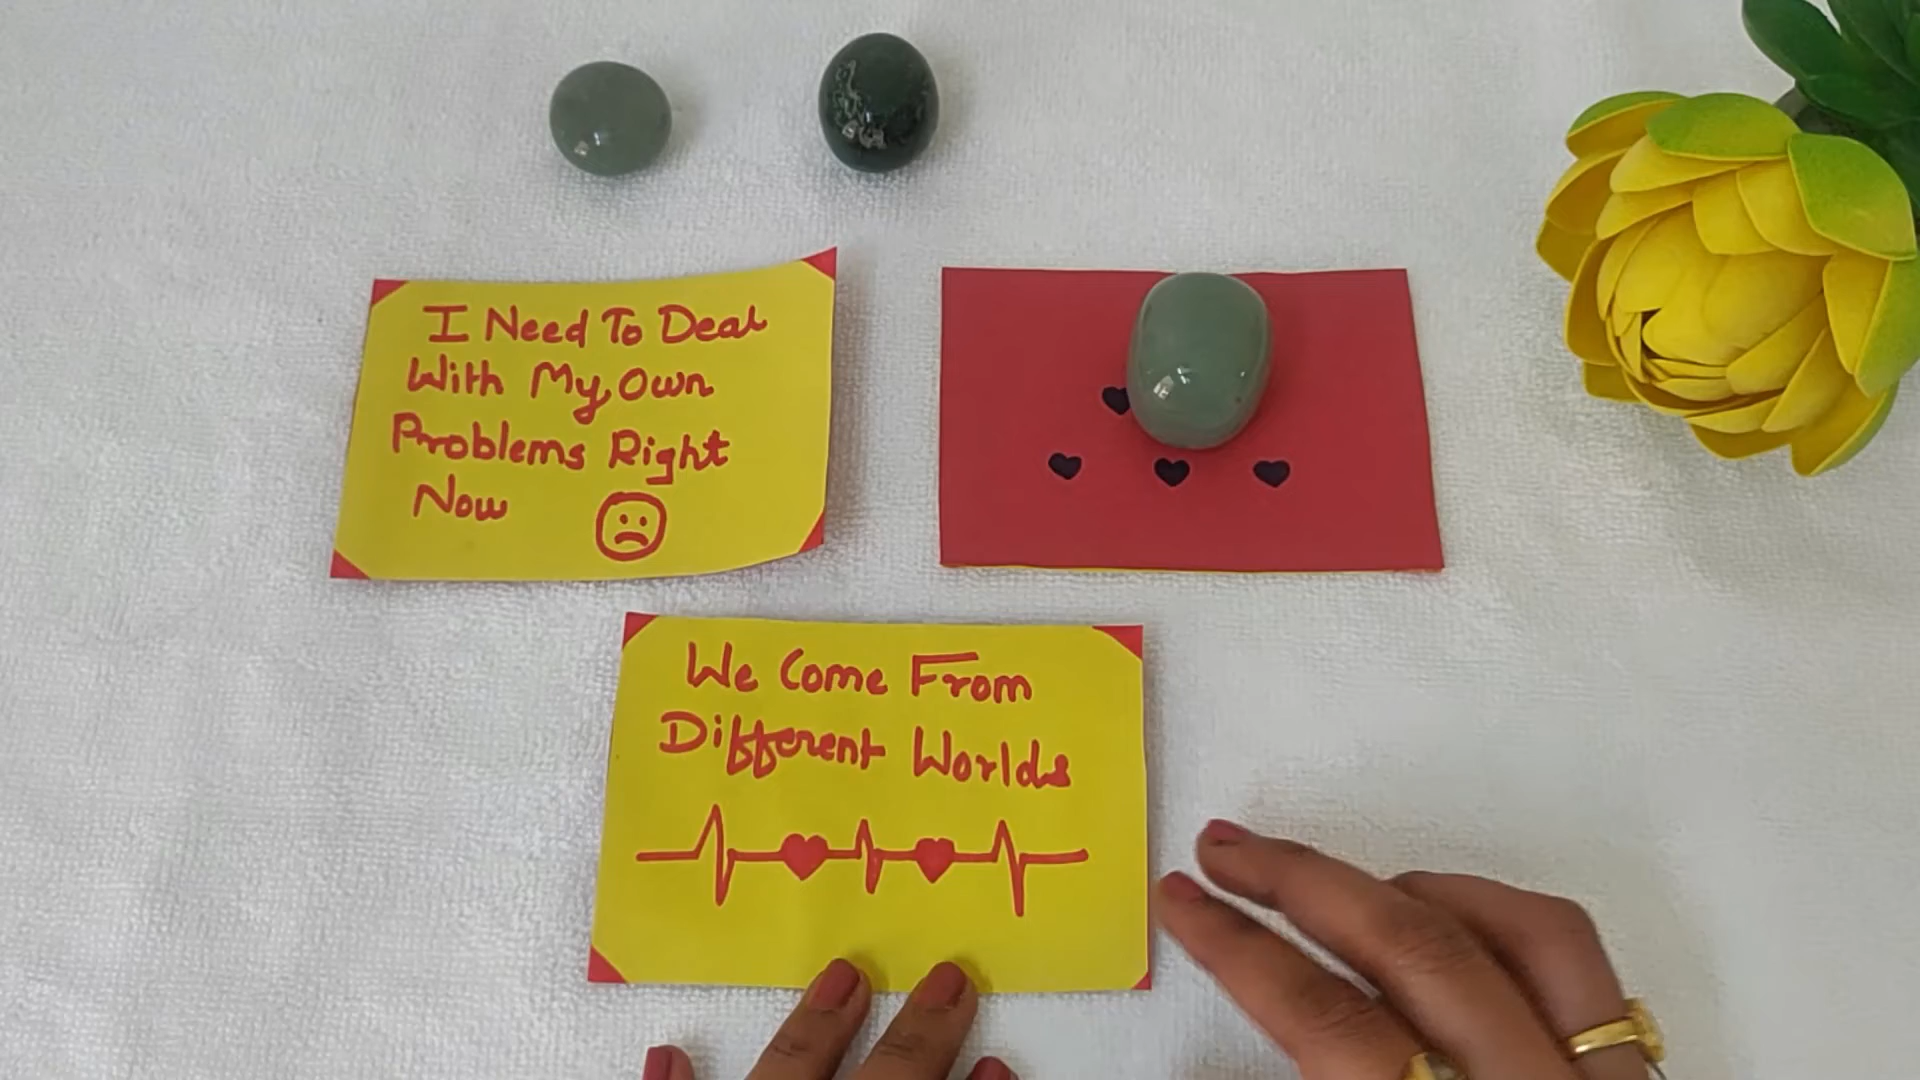 I Need To Deal
With My Own
Problems Right
Now
We Come From
Different Worlds